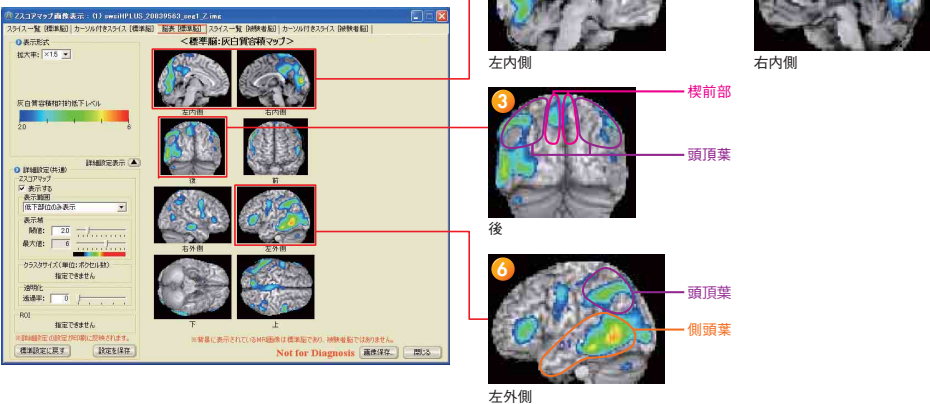 Zスコアマップ画像表示 : (1) swsiHPLUS_20839563_seg1_Z.img
スライス一覧 [標準脳] カーソル付きスライス [標準脳] 脳表 [標準脳] スライス一覧 [被験者脳] カーソル付きスライス [被験者脳]
表示形式
拡大率: ×1.5
灰白質容積相対的低下レベル
2.0 6
詳細設定表示
詳細設定(共通)
Zスコアマップ
表示する
表示範囲
低下部位のみ表示
表示域
閾値: 2.0
最大値: 6
クラスタサイズ(単位:ボクセル数)
指定できません
透明化
透過率: 0
ROI
指定できません
※詳細設定の設定が印刷に反映されます。
標準設定に戻す 設定を保存
<標準脳:灰白質容積マップ>
左内側 右内側
後 前
右外側 左外側
下 上
※背景に表示されているMRI画像は標準脳であり、被験者脳ではありません。
Not for Diagnosis 画像保存... 閉じる
左内側 右内側
3
楔前部
頭頂葉
後
6
頭頂葉
側頭葉
左外側